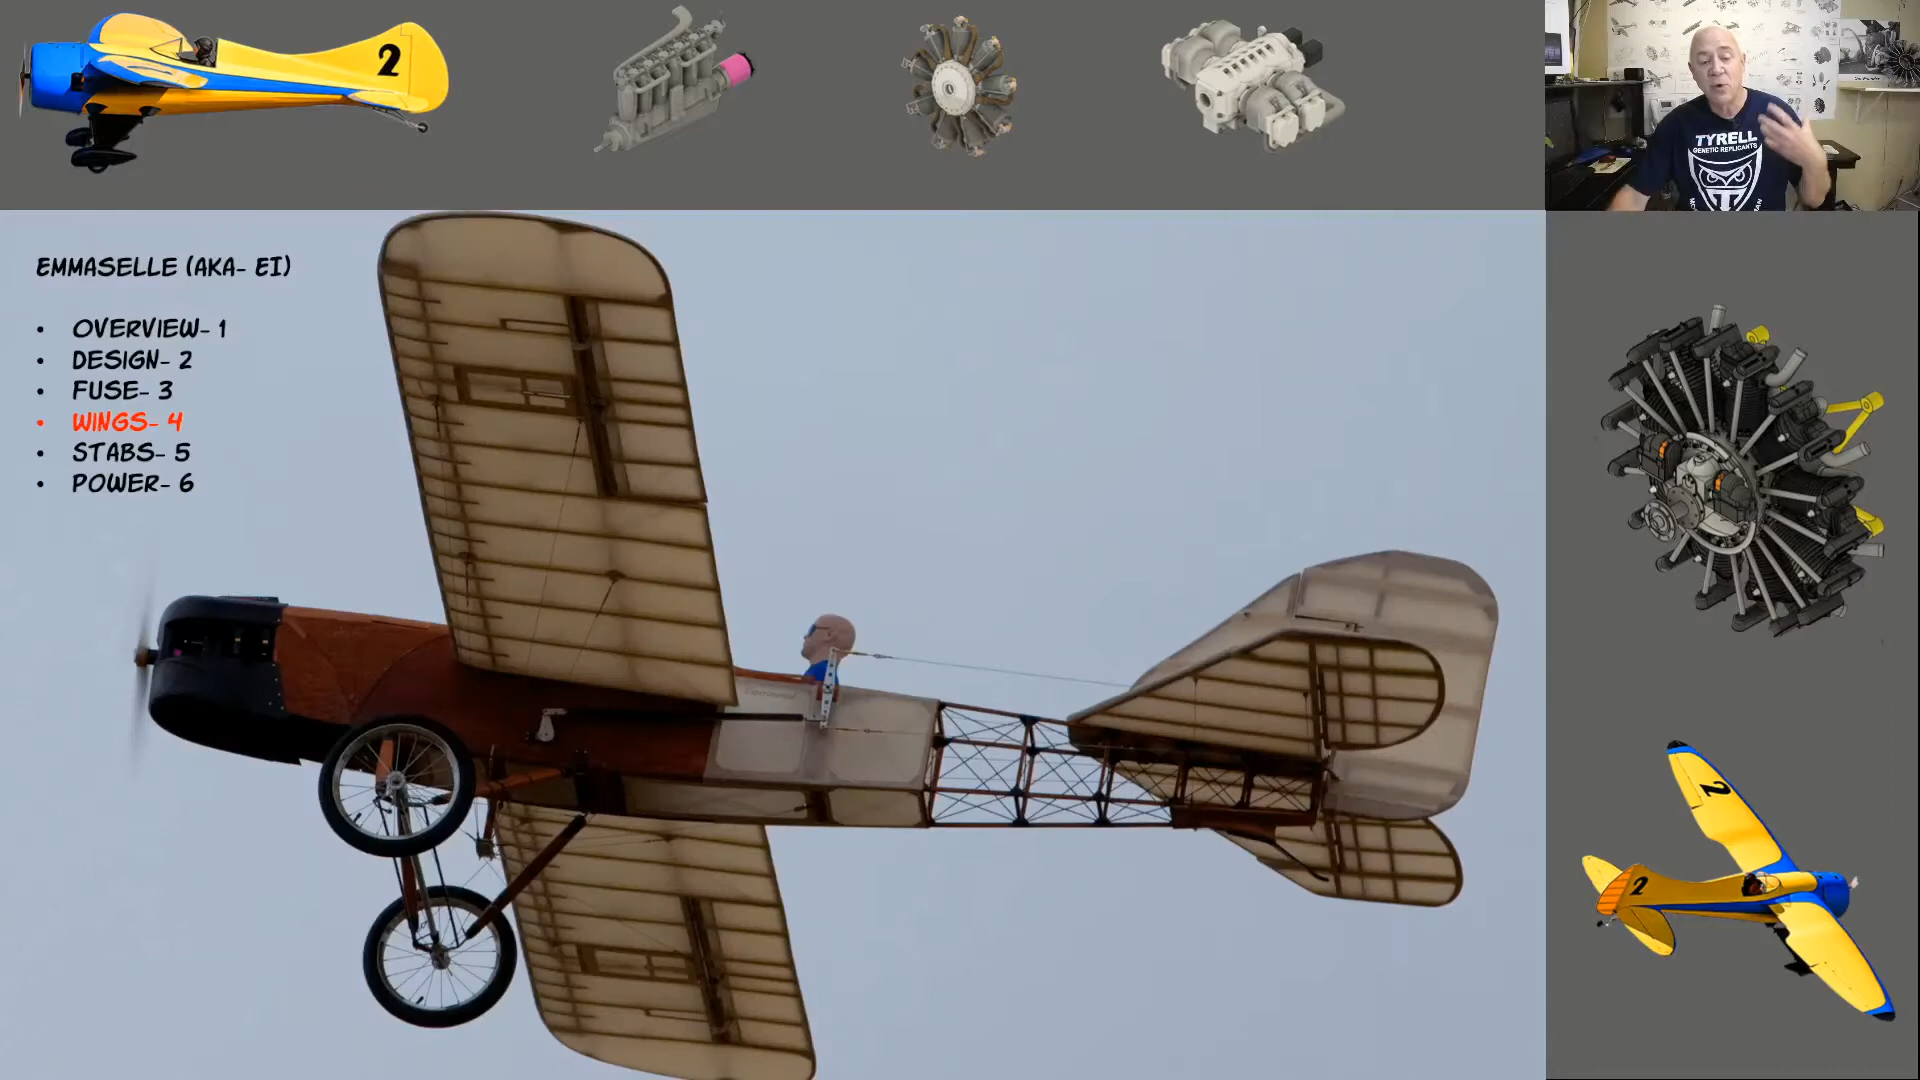 2
TYRELL
GENETIC REPLICANTS
EMMASELLE (AKA- EI)
• OVERVIEW- 1
• DESIGN- 2
• FUSE- 3
• WINGS- 4
• STABS- 5
• POWER- 6
Experimental
2
2